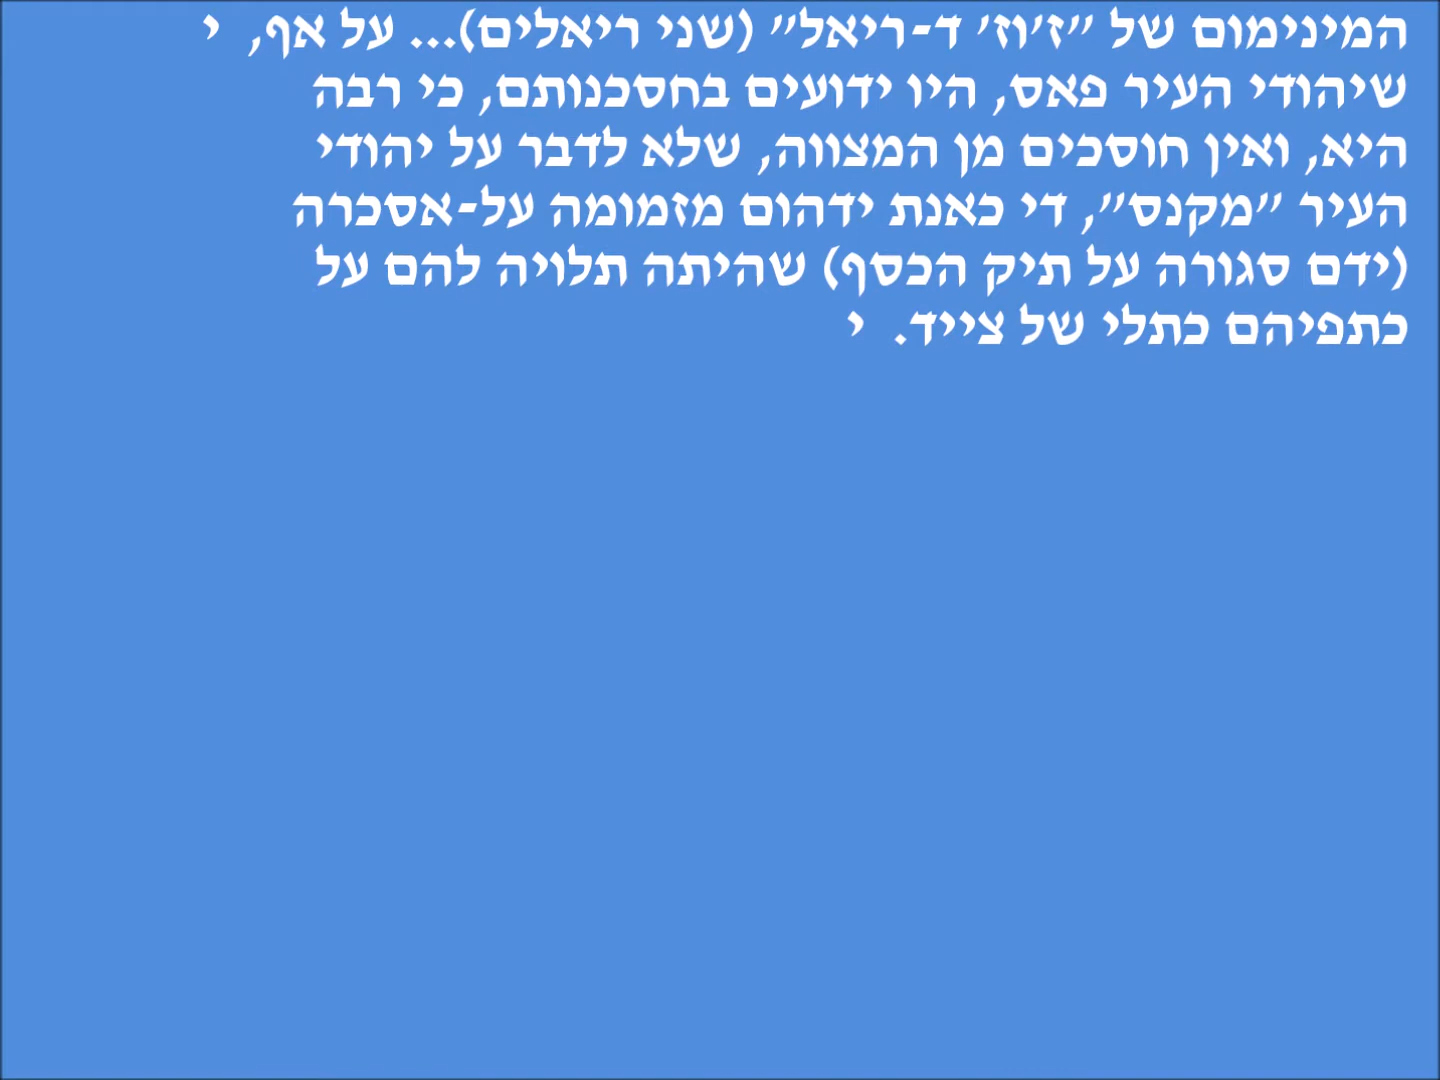 המינימום של "ז'וז' ד-ריאל" (שני ריאלים)... על אף, י
שיהודי העיר פאס, היו ידועים בחסכנותם, כי רבה
היא, ואין חוסכים מן המצווה, שלא לדבר על יהודי
העיר "מקנס", די כאנת ידהום מזמומה על-אסכרה
(ידם סגורה על תיק הכסף) שהיתה תלויה להם על
כתפיהם כתלי של צייד. י